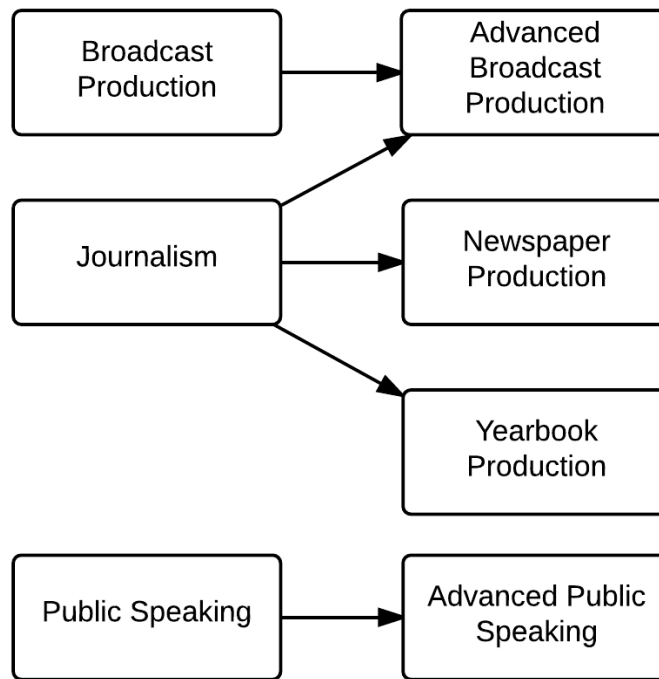 Broadcast
Production
Advanced
Broadcast
Production
Journalism
Newspaper
Production
Yearbook
Production
Public Speaking
Advanced Public
Speaking